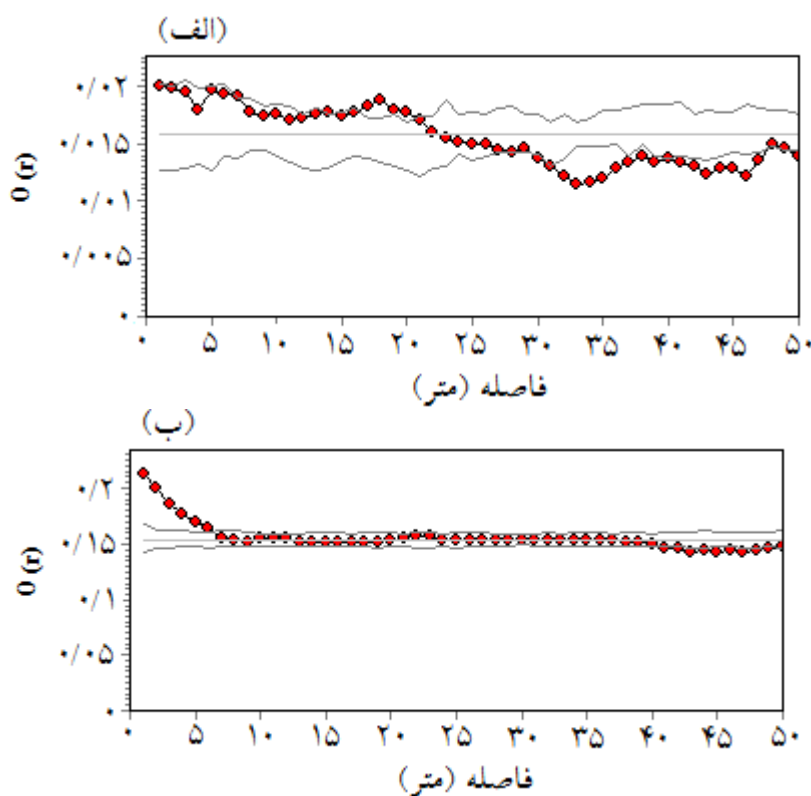 (الف)
۰/۰۲
۰/۰۱۵
۰/۰۱
۰/۰۰۵
۰
O (r)
۰ ۵ ۱۰ ۱۵ ۲۰ ۲۵ ۳۰ ۳۵ ۴۰ ۴۵ ۵۰
فاصله (متر)
(ب)
۰/۲
۰/۱۵
۰/۱
۰/۰۵
۰
O (r)
۰ ۵ ۱۰ ۱۵ ۲۰ ۲۵ ۳۰ ۳۵ ۴۰ ۴۵ ۵۰
فاصله (متر)